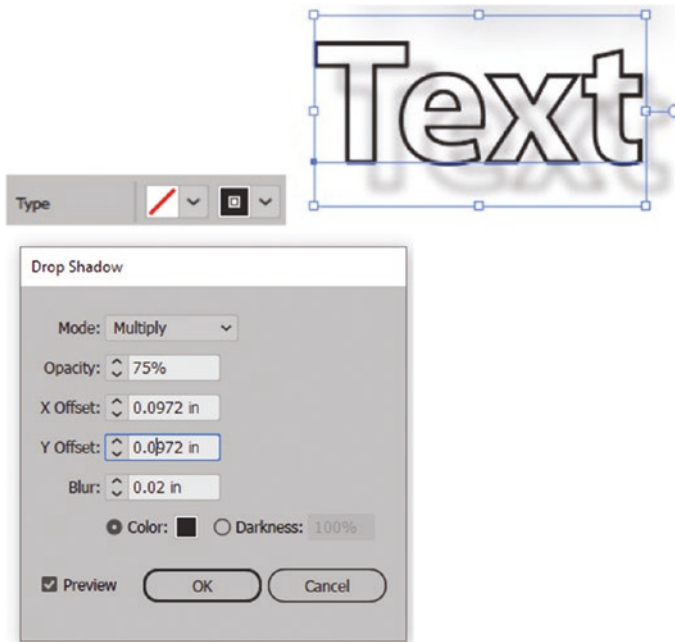 Text
Type
Drop Shadow
Mode: Multiply
Opacity: 75%
X Offset: 0.0972 in
Y Offset: 0.0972 in
Blur: 0.02 in
Color: Darkness: 100%
Preview OK Cancel